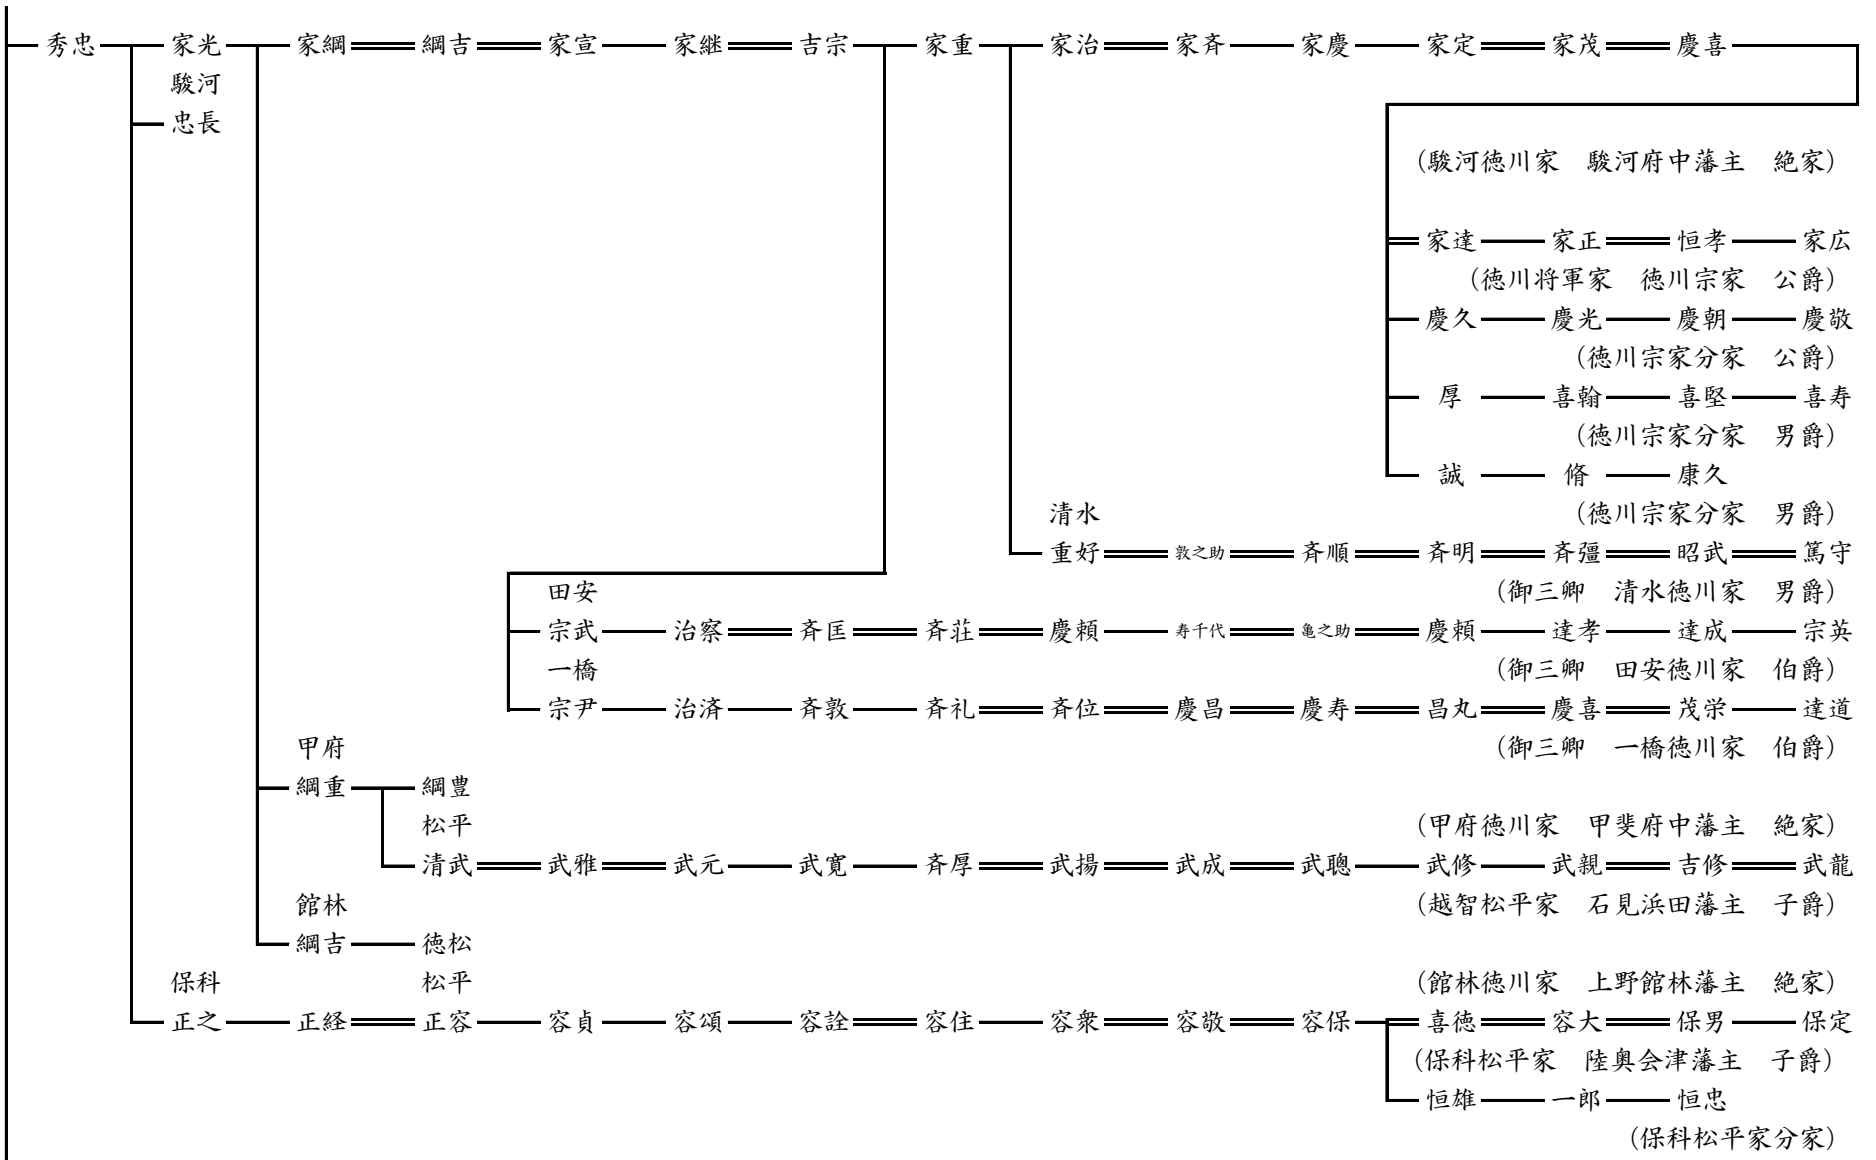 秀忠 家光 家綱 綱吉 家宣 家継 吉宗 家重 家治 家斉 家慶 家定 家茂 慶喜
駿河
忠長
（駿河徳川家　駿河府中藩主　絶家）
家達 家正 恒孝 家広
（徳川将軍家　徳川宗家　公爵）
慶久 慶光 慶朝 慶敬
（徳川宗家分家　公爵）
厚 喜翰 喜堅 喜寿
（徳川宗家分家　男爵）
誠 脩 康久
清水 （徳川宗家分家　男爵）
重好 敦之助 斉順 斉明 斉彊 昭武 篤守
田安 （御三卿　清水徳川家　男爵）
宗武 治察 斉匡 斉荘 慶頼 寿千代 亀之助 慶頼 達孝 達成 宗英
一橋 （御三卿　田安徳川家　伯爵）
宗尹 治済 斉敦 斉礼 斉位 慶昌 慶寿 昌丸 慶喜 茂栄 達道
甲府 （御三卿　一橋徳川家　伯爵）
綱重 綱豊
松平 （甲府徳川家　甲斐府中藩主　絶家）
清武 武雅 武元 武寛 斉厚 武揚 武成 武聰 武修 武親 吉修 武龍
館林 （越智松平家　石見浜田藩主　子爵）
綱吉 徳松
保科 松平 （館林徳川家　上野館林藩主　絶家）
正之 正経 正容 容貞 容頌 容詮 容住 容衆 容敬 容保 喜徳 容大 保男 保定
（保科松平家　陸奥会津藩主　子爵）
恒雄 一郎 恒忠
（保科松平家分家）